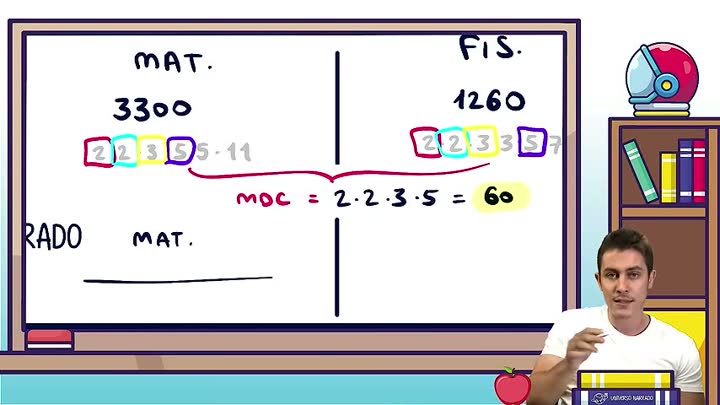 MAT.
FIS.
3300
1260
2 2 · 3 5 5 · 11
2 · 2 · 3 3 5 7
MDC = 2 · 2 · 3 · 5 = 60
RADO
MAT.
UNIVERSO NARRADO